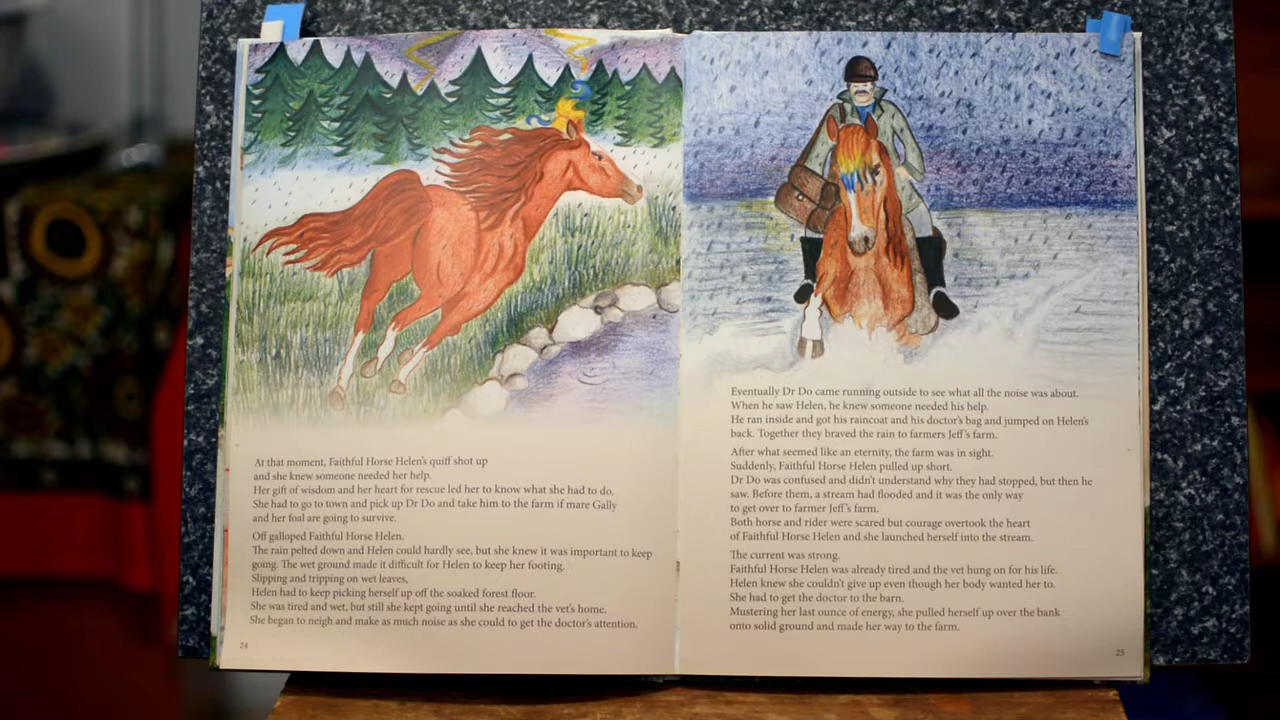 At that moment, Faithful Horse Helen's quiff shot up
and she knew someone needed her help.
Her gift of wisdom and her heart for rescue led her to know what she had to do.
She had to go to town and pick up Dr Do and take him to the farm if mare Gally
and her foal are going to survive.
Off galloped Faithful Horse Helen.
The rain pelted down and Helen could hardly see, but she knew it was important to keep
going. The wet ground made it difficult for Helen to keep her footing.
Slipping and tripping on wet leaves,
Helen had to keep picking herself up off the soaked forest floor.
She was tired and wet, but still she kept going until she reached the vet's home.
She began to neigh and make as much noise as she could to get the doctor's attention.
24
Eventually Dr Do came running outside to see what all the noise was about.
When he saw Helen, he knew someone needed his help.
He ran inside and got his raincoat and his doctor's bag and jumped on Helen's
back. Together they braved the rain to farmers Jeff's farm.
After what seemed like an eternity, the farm was in sight.
Suddenly, Faithful Horse Helen pulled up short.
Dr Do was confused and didn't understand why they had stopped, but then he
saw. Before them, a stream had flooded and it was the only way
to get over to farmer Jeff's farm.
Both horse and rider were scared but courage overtook the heart
of Faithful Horse Helen and she launched herself into the stream.
The current was strong.
Faithful Horse Helen was already tired and the vet hung on for his life.
Helen knew she couldn't give up even though her body wanted her to.
She had to get the doctor to the barn.
Mustering her last ounce of energy, she pulled herself up over the bank
onto solid ground and made her way to the farm.
25